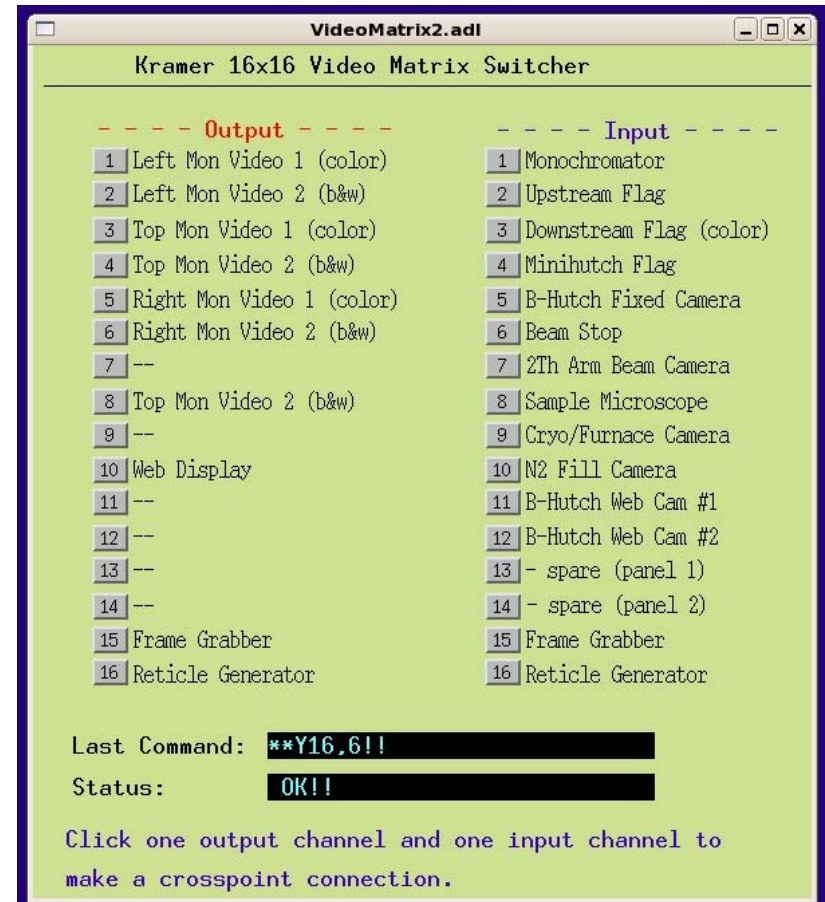 VideoMatrix2.adl
Kramer 16x16 Video Matrix Switcher
- - - - Output - - - -
1 Left Mon Video 1 (color)
2 Left Mon Video 2 (b&w)
3 Top Mon Video 1 (color)
4 Top Mon Video 2 (b&w)
5 Right Mon Video 1 (color)
6 Right Mon Video 2 (b&w)
7 --
8 Top Mon Video 2 (b&w)
9 --
10 Web Display
11 --
12 --
13 --
14 --
15 Frame Grabber
16 Reticle Generator
- - - - Input - - - -
1 Monochromator
2 Upstream Flag
3 Downstream Flag (color)
4 Minihutch Flag
5 B-Hutch Fixed Camera
6 Beam Stop
7 2Th Arm Beam Camera
8 Sample Microscope
9 Cryo/Furnace Camera
10 N2 Fill Camera
11 B-Hutch Web Cam #1
12 B-Hutch Web Cam #2
13 - spare (panel 1)
14 - spare (panel 2)
15 Frame Grabber
16 Reticle Generator
Last Command: **Y16,6!!
Status: OK!!
Click one output channel and one input channel to
make a crosspoint connection.